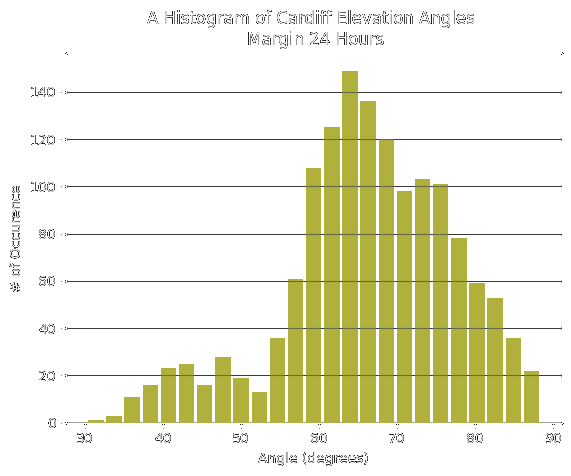 A Histogram of Cardiff Elevation Angles
Margin 24 Hours
140
120
100
80
60
40
20
0
# of Occurance
30 40 50 60 70 80 90
Angle (degrees)